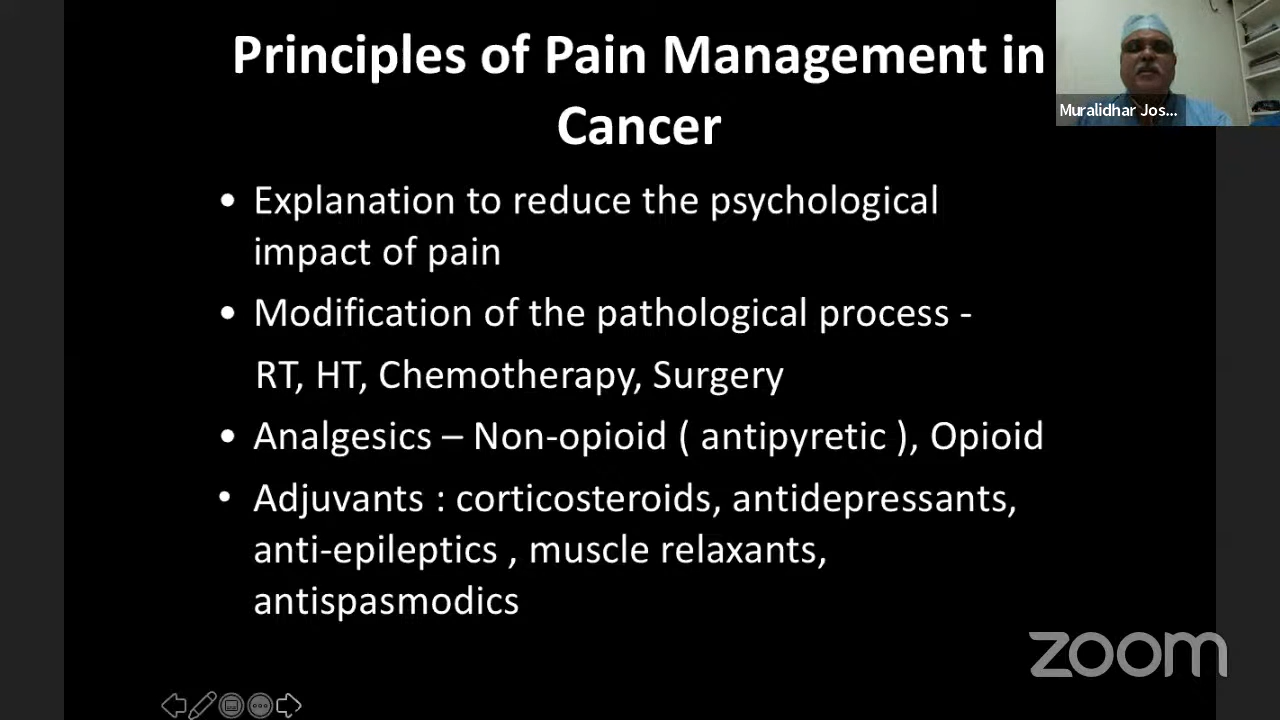 Principles of Pain Management in
Cancer
Muralidhar Jos...
• Explanation to reduce the psychological
impact of pain
• Modification of the pathological process -
RT, HT, Chemotherapy, Surgery
• Analgesics – Non-opioid ( antipyretic ), Opioid
• Adjuvants : corticosteroids, antidepressants,
anti-epileptics , muscle relaxants,
antispasmodics
zoom